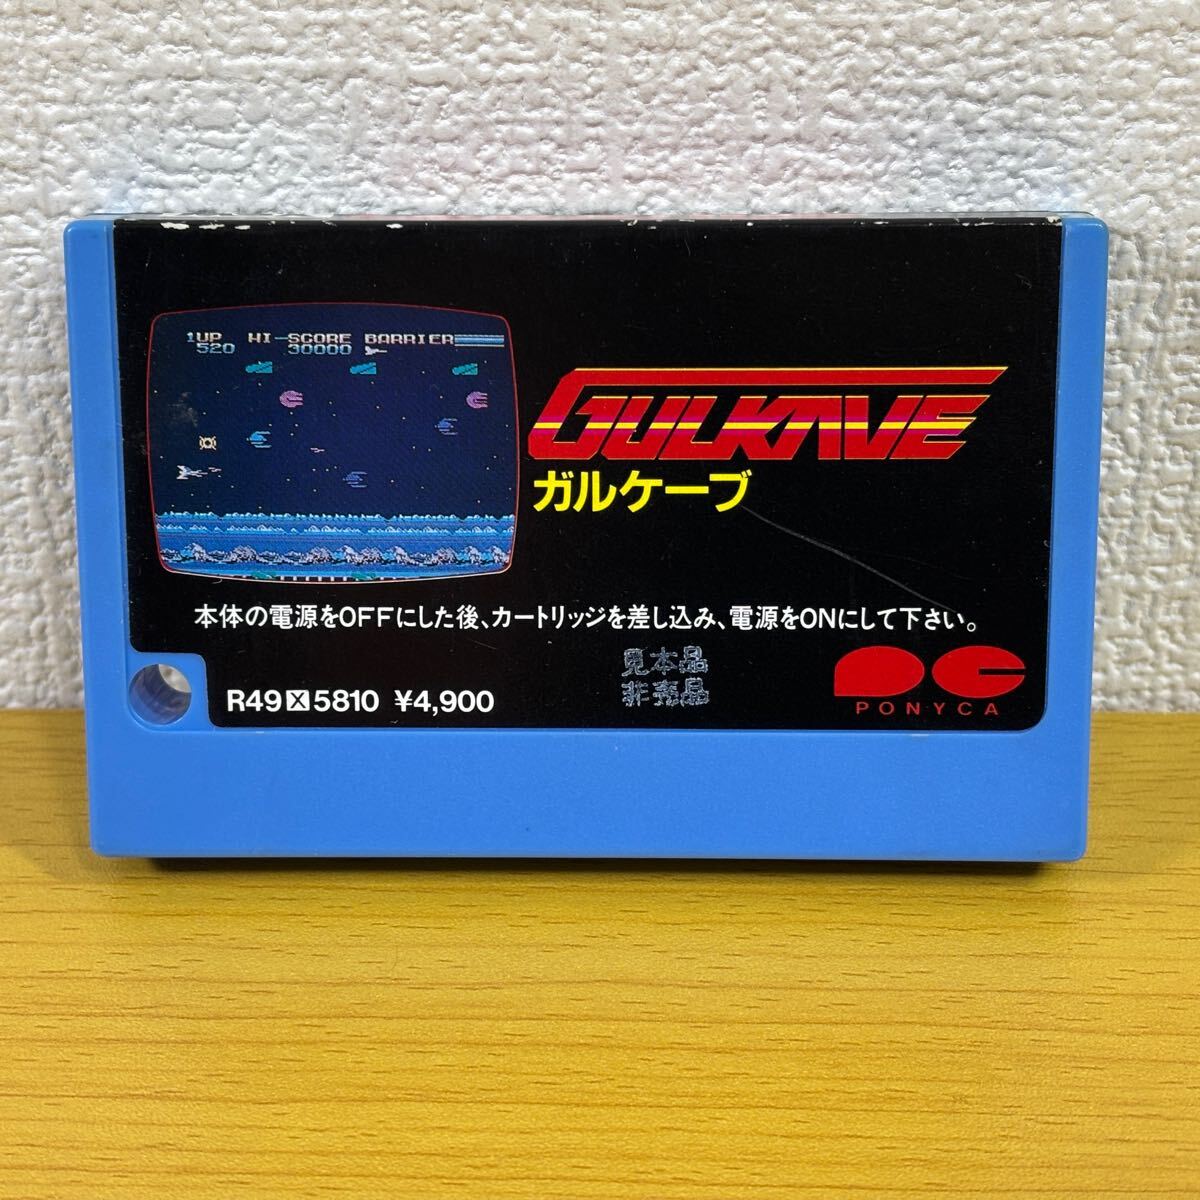 1UP HI-SCORE BARRIER
520 30000
GULKAVE
ガルケーブ
本体の電源をOFFにした後、カートリッジを差し込み、電源をONにして下さい。
見本品
非売品
R49X5810 ¥4,900
PC
PONYCA